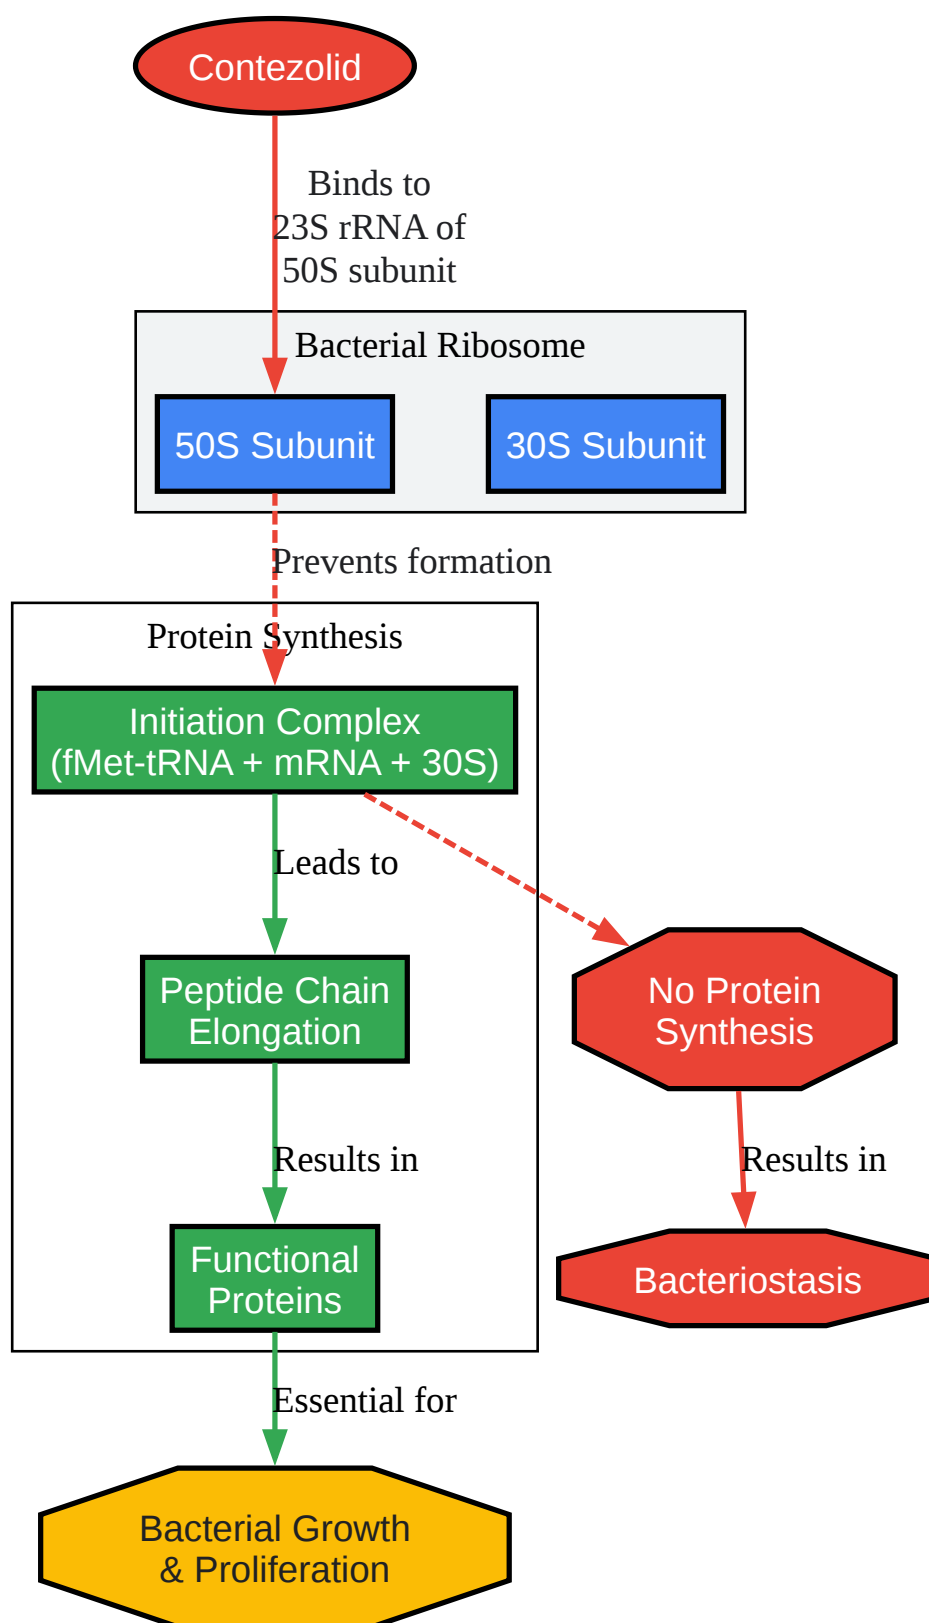 Contezolid
Binds to
23S rRNA of
50S subunit
Bacterial Ribosome
50S Subunit
30S Subunit
Prevents formation
Protein Synthesis
Initiation Complex
(fMet-tRNA + mRNA + 30S)
Leads to
Peptide Chain
Elongation
No Protein
Synthesis
Results in
Results in
Functional
Proteins
Bacteriostasis
Essential for
Bacterial Growth
& Proliferation